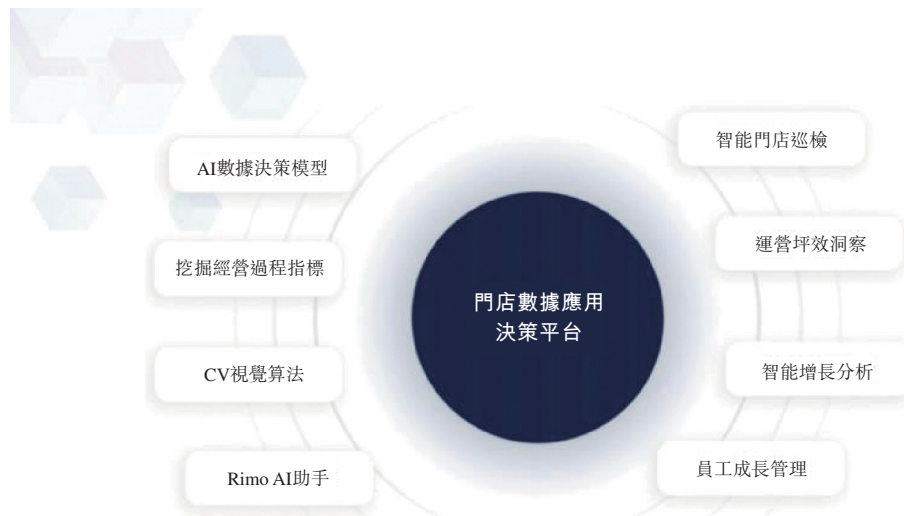 AI數據決策模型
挖掘經營過程指標
CV視覺算法
Rimo AI助手
門店數據應用
決策平台
智能門店巡檢
運營坪效洞察
智能增長分析
員工成長管理